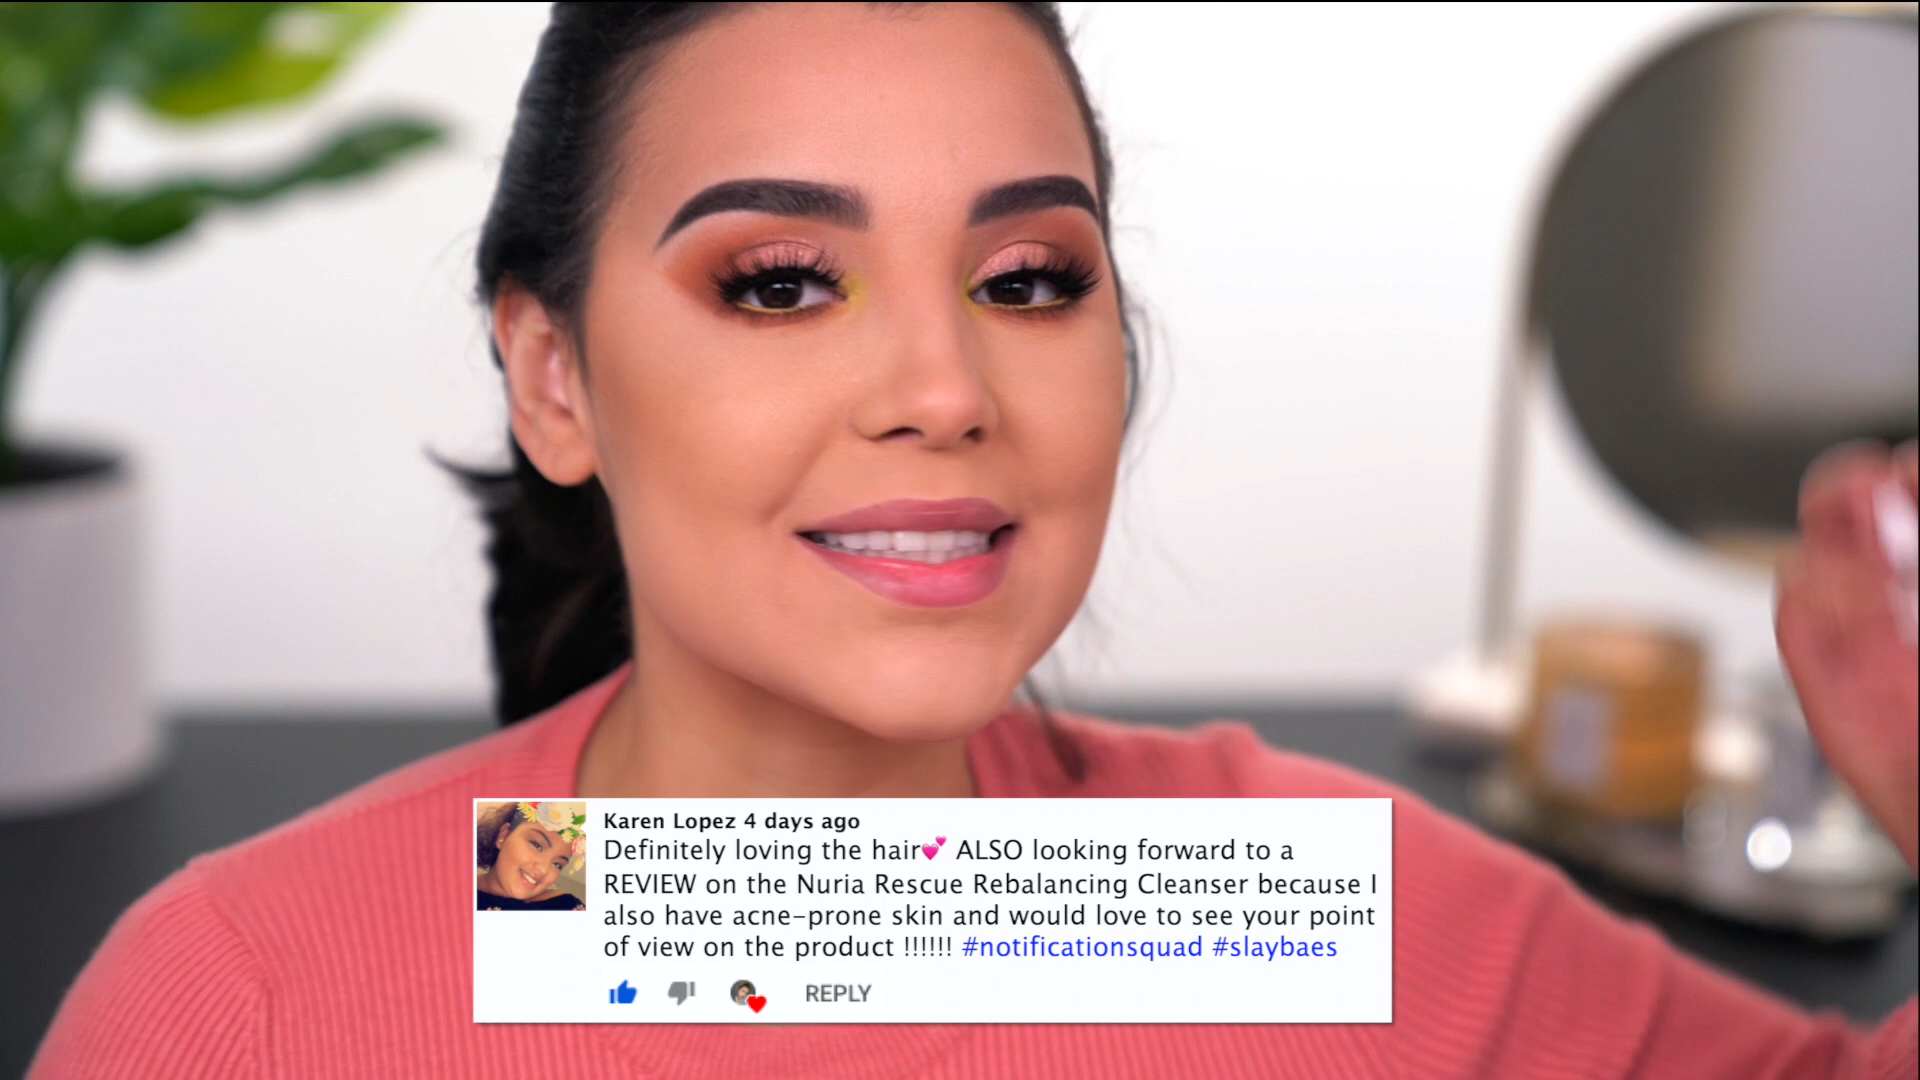 Karen Lopez 4 days ago
Definitely loving the hair💕 ALSO looking forward to a
REVIEW on the Nuria Rescue Rebalancing Cleanser because I
also have acne-prone skin and would love to see your point
of view on the product !!!!!! #notificationsquad #slaybaes
REPLY